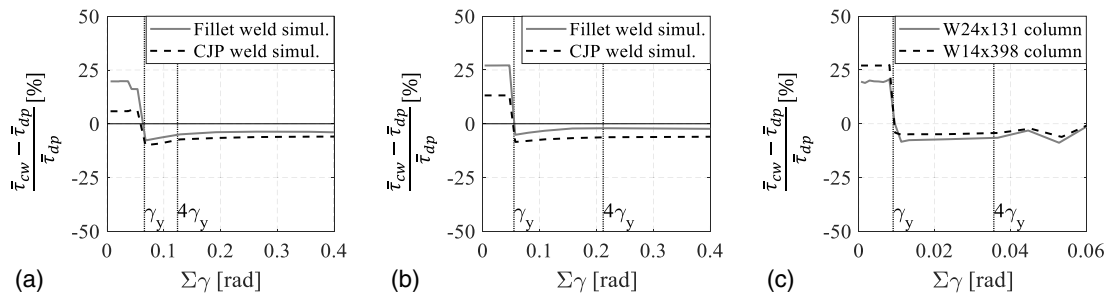 50
25
0
-25
-50
τ̄cw − τ̄dp
τ̄dp
[%]
Fillet weld simul.
CJP weld simul.
γy
4γy
0 0.1 0.2 0.3 0.4
Σγ [rad]
(a)
50
25
0
-25
-50
τ̄cw − τ̄dp
τ̄dp
[%]
Fillet weld simul.
CJP weld simul.
γy
4γy
0 0.1 0.2 0.3 0.4
Σγ [rad]
(b)
50
25
0
-25
-50
τ̄cw − τ̄dp
τ̄dp
[%]
W24x131 column
W14x398 column
γy
4γy
0 0.02 0.04 0.06
Σγ [rad]
(c)